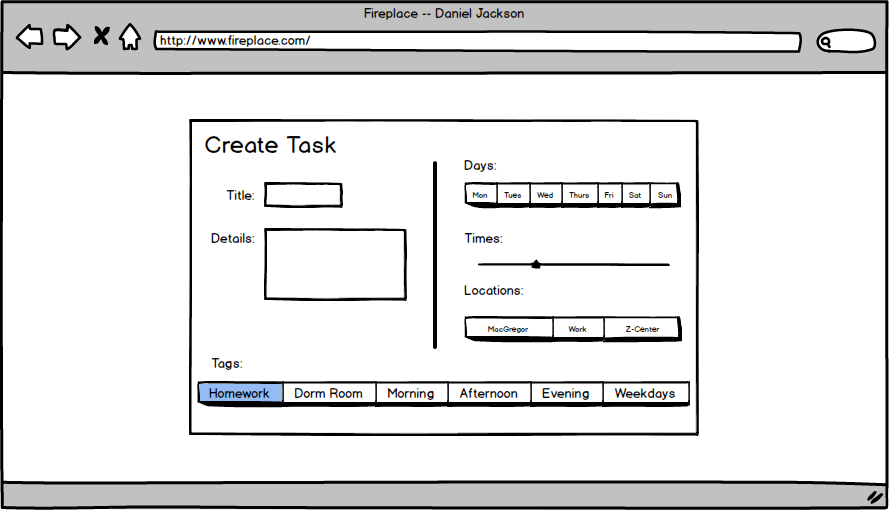 Fireplace -- Daniel Jackson
http://www.fireplace.com/
Create Task
Title:
Details:
Days:
Mon Tues Wed Thurs Fri Sat Sun
Times:
Locations:
MacGregor Work Z-Center
Tags:
Homework Dorm Room Morning Afternoon Evening Weekdays